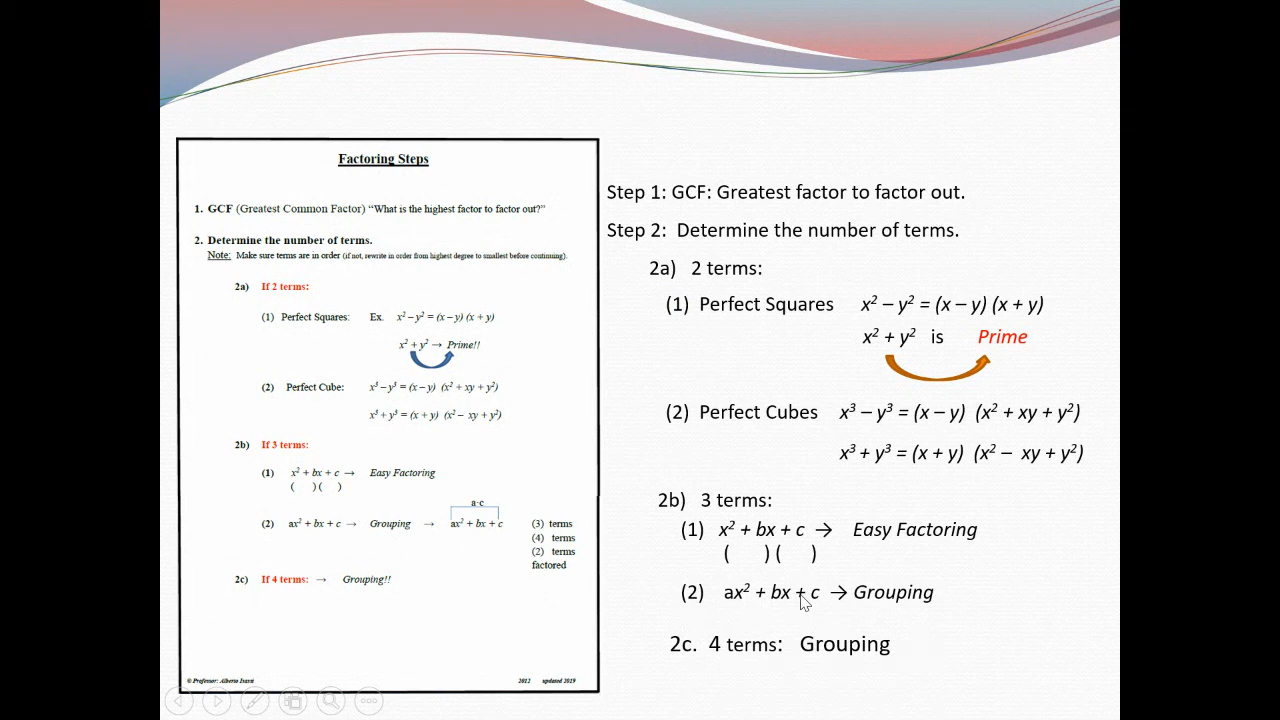 Factoring Steps
1. GCF (Greatest Common Factor) “What is the highest factor to factor out?”
2. Determine the number of terms.
Note: Make sure terms are in order (if not, rewrite in order from highest degree to smallest before continuing).
2a) If 2 terms:
(1) Perfect Squares: Ex. x² – y² = (x – y) (x + y)
x² + y² → Prime!!
(2) Perfect Cube: x³ – y³ = (x – y) (x² + xy + y²)
x³ + y³ = (x + y) (x² – xy + y²)
2b) If 3 terms:
(1) x² + bx + c → Easy Factoring
( ) ( )
a·c
(2) ax² + bx + c → Grouping → ax² + bx + c (3) terms
(4) terms
(2) terms
factored
2c) If 4 terms: → Grouping!!
© Professor: Alberto Isassi 2012 updated 2019
Step 1: GCF: Greatest factor to factor out.
Step 2: Determine the number of terms.
2a) 2 terms:
(1) Perfect Squares x² – y² = (x – y) (x + y)
x² + y² is Prime
(2) Perfect Cubes x³ – y³ = (x – y) (x² + xy + y²)
x³ + y³ = (x + y) (x² – xy + y²)
2b) 3 terms:
(1) x² + bx + c → Easy Factoring
( ) ( )
(2) ax² + bx + c → Grouping
2c. 4 terms: Grouping